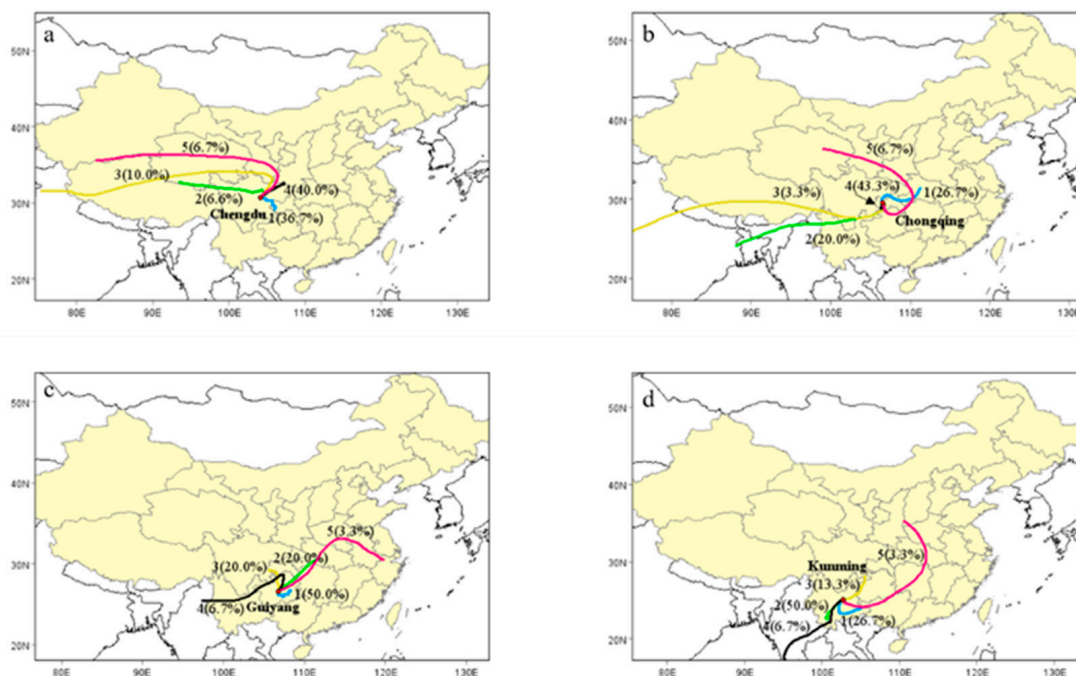 a
50N
40N
30N
20N
5(6.7%)
3(10.0%)
4(40.0%)
2(6.6%)
Chengdu
1(36.7%)
80E 90E 100E 110E 120E 130E
b
50N
40N
30N
20N
5(6.7%)
3(3.3%)
4(43.3%)
1(26.7%)
Chongqing
2(20.0%)
80E 90E 100E 110E 120E 130E
c
50N
40N
30N
20N
5(3.3%)
3(20.0%)
2(20.0%)
4(6.7%)
Guiyang
1(50.0%)
80E 90E 100E 110E 120E 130E
d
50N
40N
30N
20N
5(3.3%)
Kunming
3(13.3%)
2(50.0%)
4(6.7%)
1(26.7%)
80E 90E 100E 110E 120E 130E